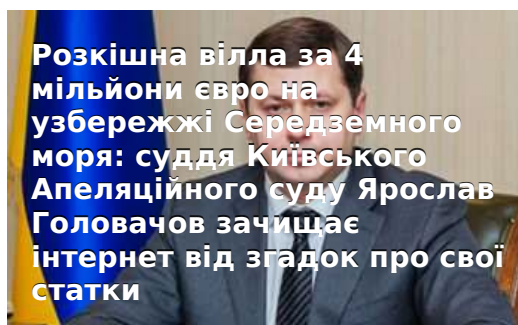 Розкішна вілла за 4
мільйони євро на
узбережжі Середземного
моря: суддя Київського
Апеляційного суду Ярослав
Головачов зачищає
інтернет від згадок про свої
статки